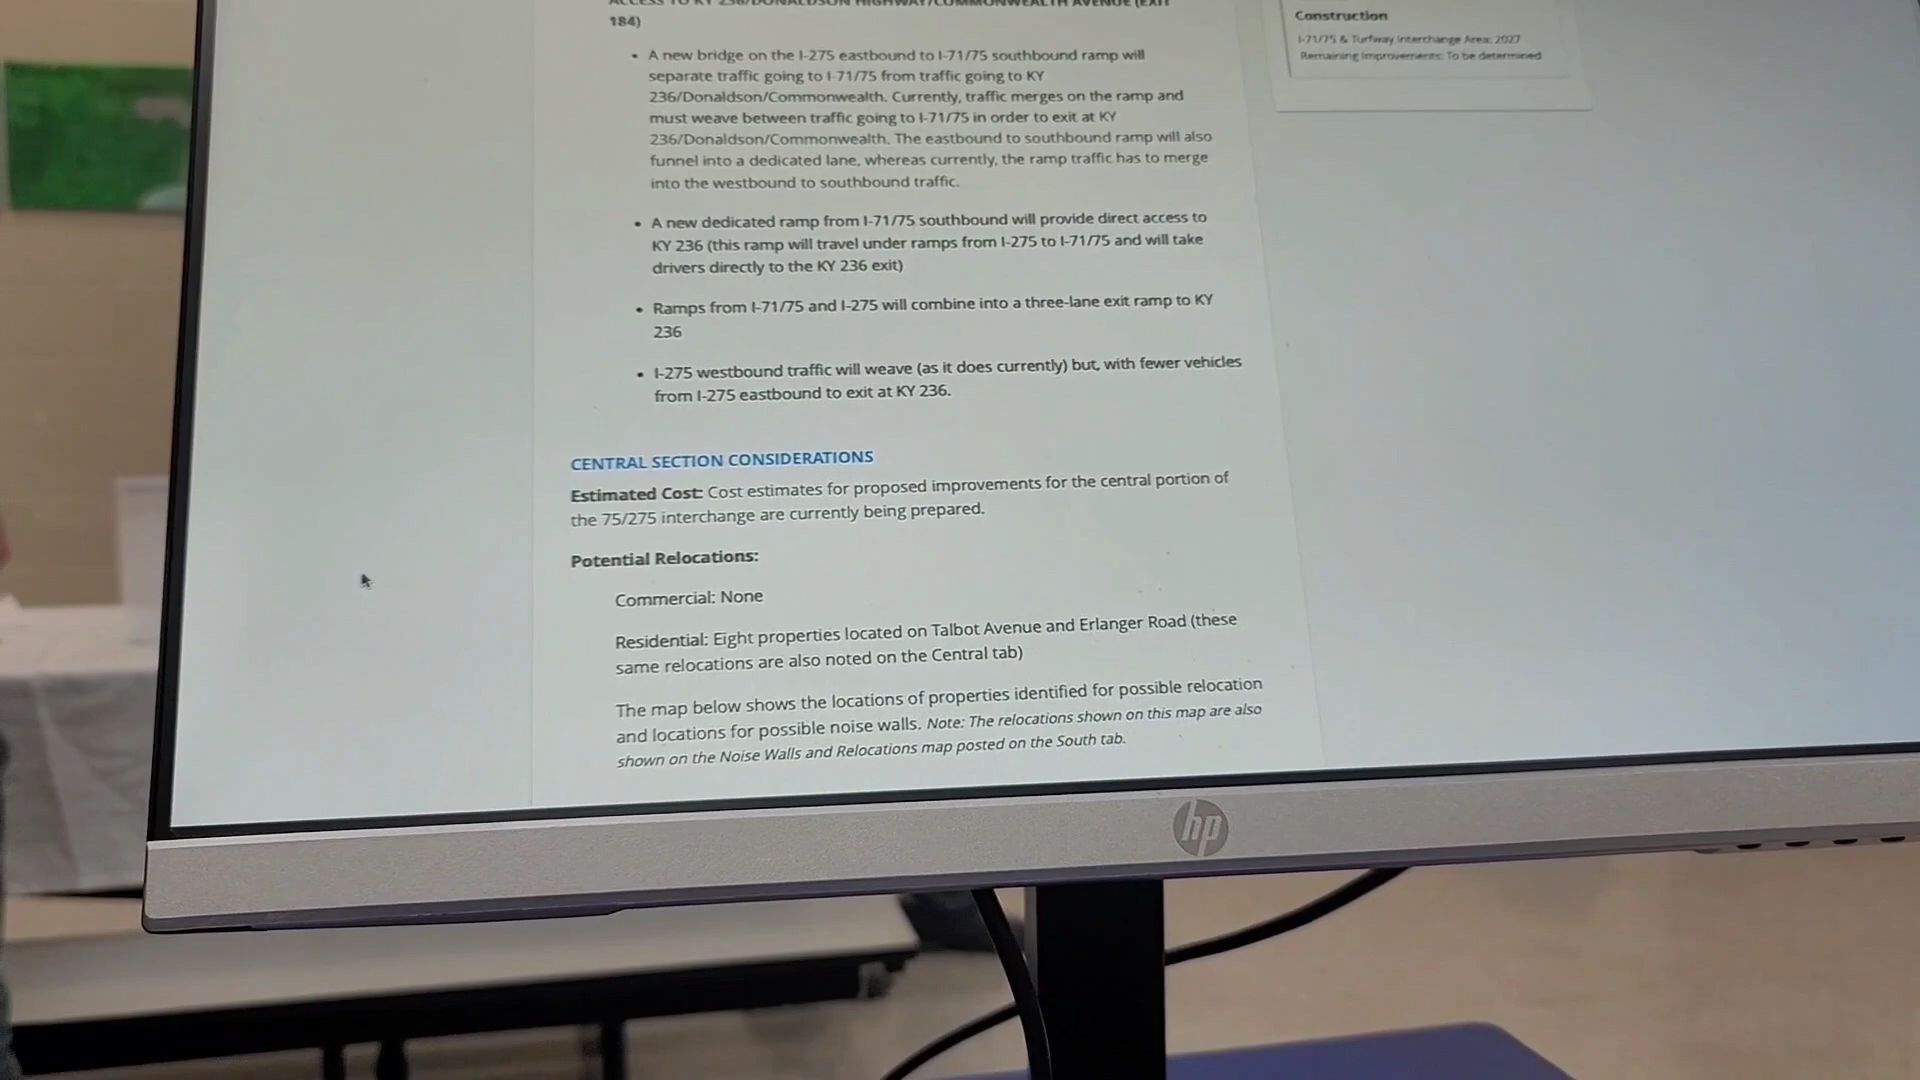 ACCESS TO KY 236/DONALDSON HIGHWAY/COMMONWEALTH AVENUE (EXIT
184)
• A new bridge on the I-275 eastbound to I-71/75 southbound ramp will
separate traffic going to I-71/75 from traffic going to KY
236/Donaldson/Commonwealth. Currently, traffic merges on the ramp and
must weave between traffic going to I-71/75 in order to exit at KY
236/Donaldson/Commonwealth. The eastbound to southbound ramp will also
funnel into a dedicated lane, whereas currently, the ramp traffic has to merge
into the westbound to southbound traffic.
• A new dedicated ramp from I-71/75 southbound will provide direct access to
KY 236 (this ramp will travel under ramps from I-275 to I-71/75 and will take
drivers directly to the KY 236 exit)
• Ramps from I-71/75 and I-275 will combine into a three-lane exit ramp to KY
236
• I-275 westbound traffic will weave (as it does currently) but, with fewer vehicles
from I-275 eastbound to exit at KY 236.
CENTRAL SECTION CONSIDERATIONS
Estimated Cost: Cost estimates for proposed improvements for the central portion of
the 75/275 interchange are currently being prepared.
Potential Relocations:
Commercial: None
Residential: Eight properties located on Talbot Avenue and Erlanger Road (these
same relocations are also noted on the Central tab)
The map below shows the locations of properties identified for possible relocation
and locations for possible noise walls. Note: The relocations shown on this map are also
shown on the Noise Walls and Relocations map posted on the South tab.
Construction
I-71/75 & Turfway Interchange Area: 2027
Remaining Improvements: To be determined
hp